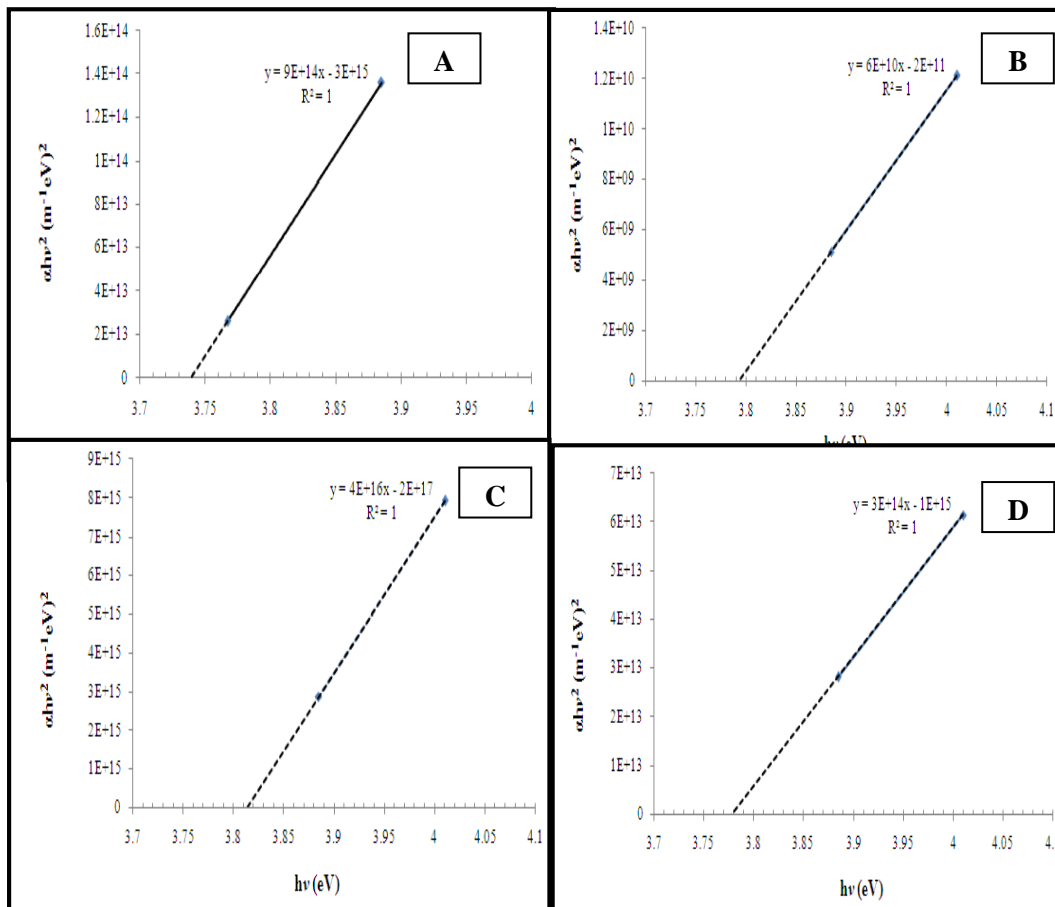 A
1.6E+14
1.4E+14
1.2E+14
1E+14
8E+13
6E+13
4E+13
2E+13
0
y = 9E+14x - 3E+15
R² = 1
αhν² (m⁻¹eV)²
3.7 3.75 3.8 3.85 3.9 3.95 4
B
1.4E+10
1.2E+10
1E+10
8E+09
6E+09
4E+09
2E+09
0
y = 6E+10x - 2E+11
R² = 1
αhν² (m⁻¹eV)²
3.7 3.75 3.8 3.85 3.9 3.95 4 4.05 4.1
hν (eV)
C
9E+15
8E+15
7E+15
6E+15
5E+15
4E+15
3E+15
2E+15
1E+15
0
y = 4E+16x - 2E+17
R² = 1
αhν² (m⁻¹eV)²
3.7 3.75 3.8 3.85 3.9 3.95 4 4.05 4.1
hν (eV)
D
7E+13
6E+13
5E+13
4E+13
3E+13
2E+13
1E+13
0
y = 3E+14x - 1E+15
R² = 1
αhν² (m⁻¹eV)²
3.7 3.75 3.8 3.85 3.9 3.95 4 4.05 4.1
hν (eV)